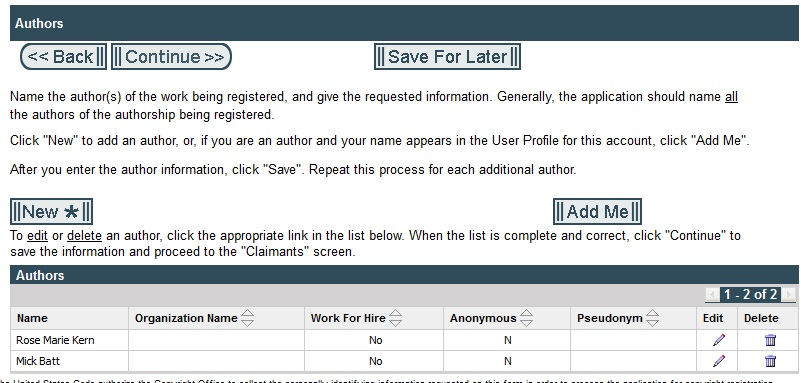 Authors
<< Back Continue >> Save For Later
Name the author(s) of the work being registered, and give the requested information. Generally, the application should name all
the authors of the authorship being registered.
Click "New" to add an author, or, if you are an author and your name appears in the User Profile for this account, click "Add Me".
After you enter the author information, click "Save". Repeat this process for each additional author.
New * Add Me
To edit or delete an author, click the appropriate link in the list below. When the list is complete and correct, click "Continue" to
save the information and proceed to the "Claimants" screen.
Authors
1 - 2 of 2
Name Organization Name Work For Hire Anonymous Pseudonym Edit Delete
Rose Marie Kern No N
Mick Batt No N